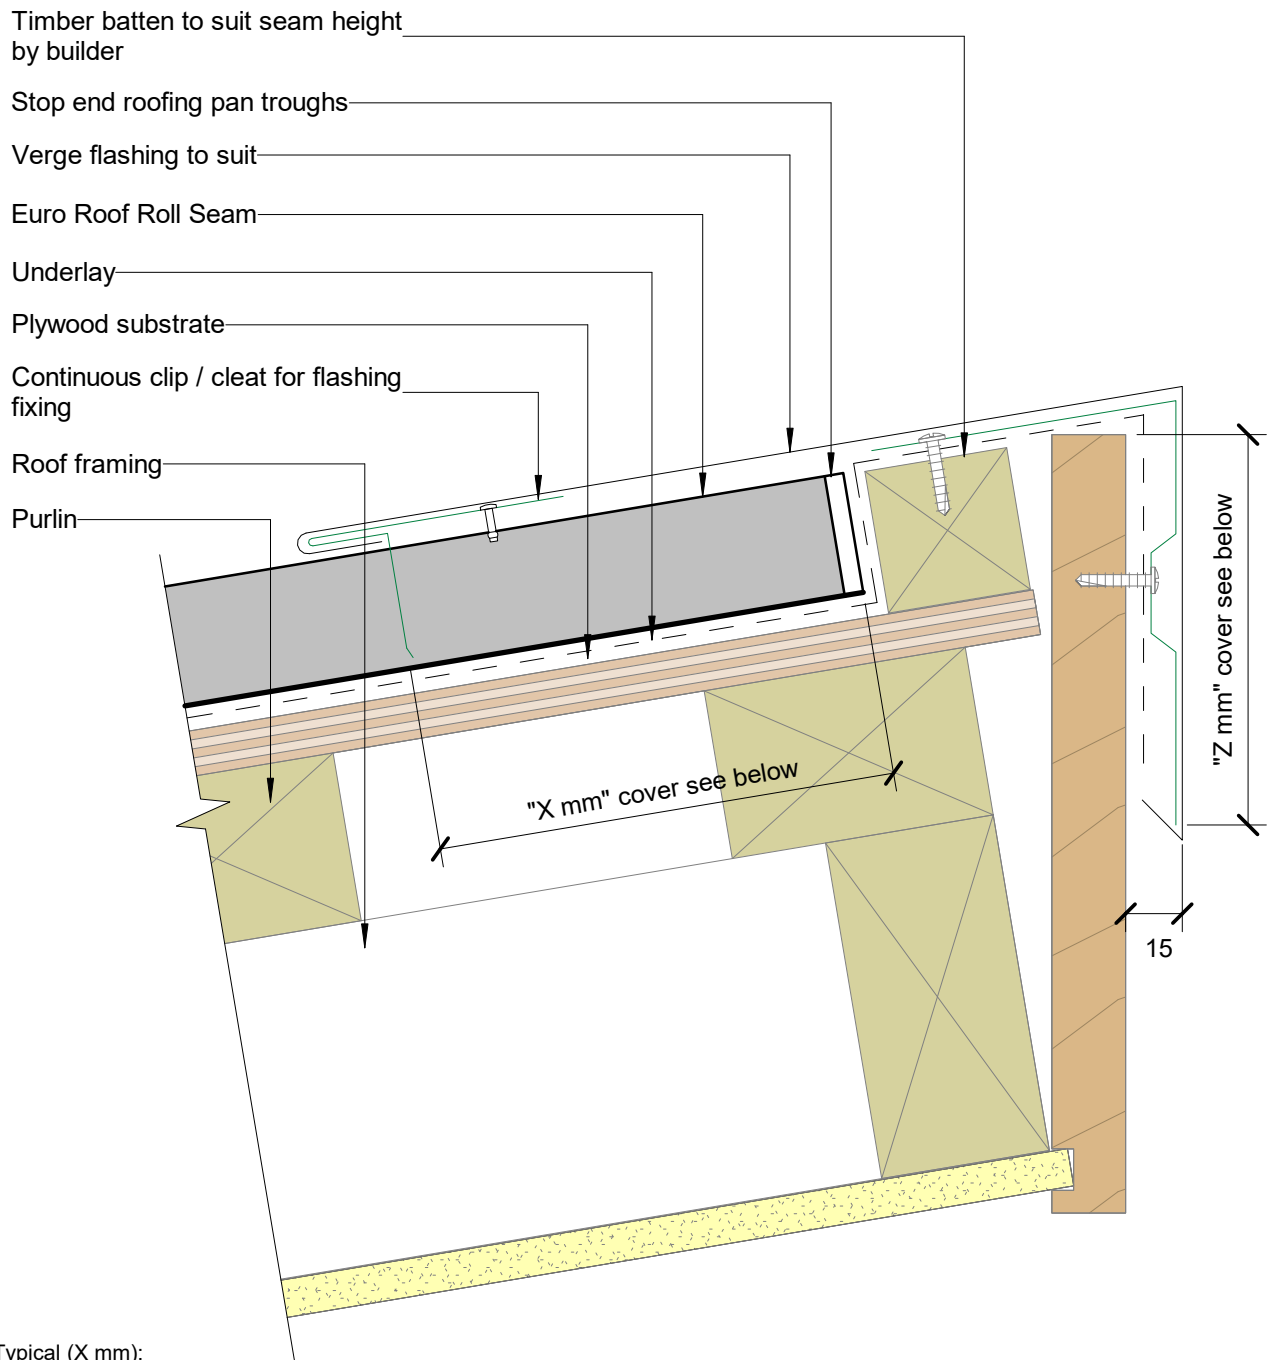 Timber batten to suit seam height
by builder
Stop end roofing pan troughs
Verge flashing to suit
Euro Roof Roll Seam
Underlay
Plywood substrate
Continuous clip / cleat for flashing
fixing
Roof framing
Purlin
"X mm" cover see below
"Z mm" cover see below
15
Typical (X mm):